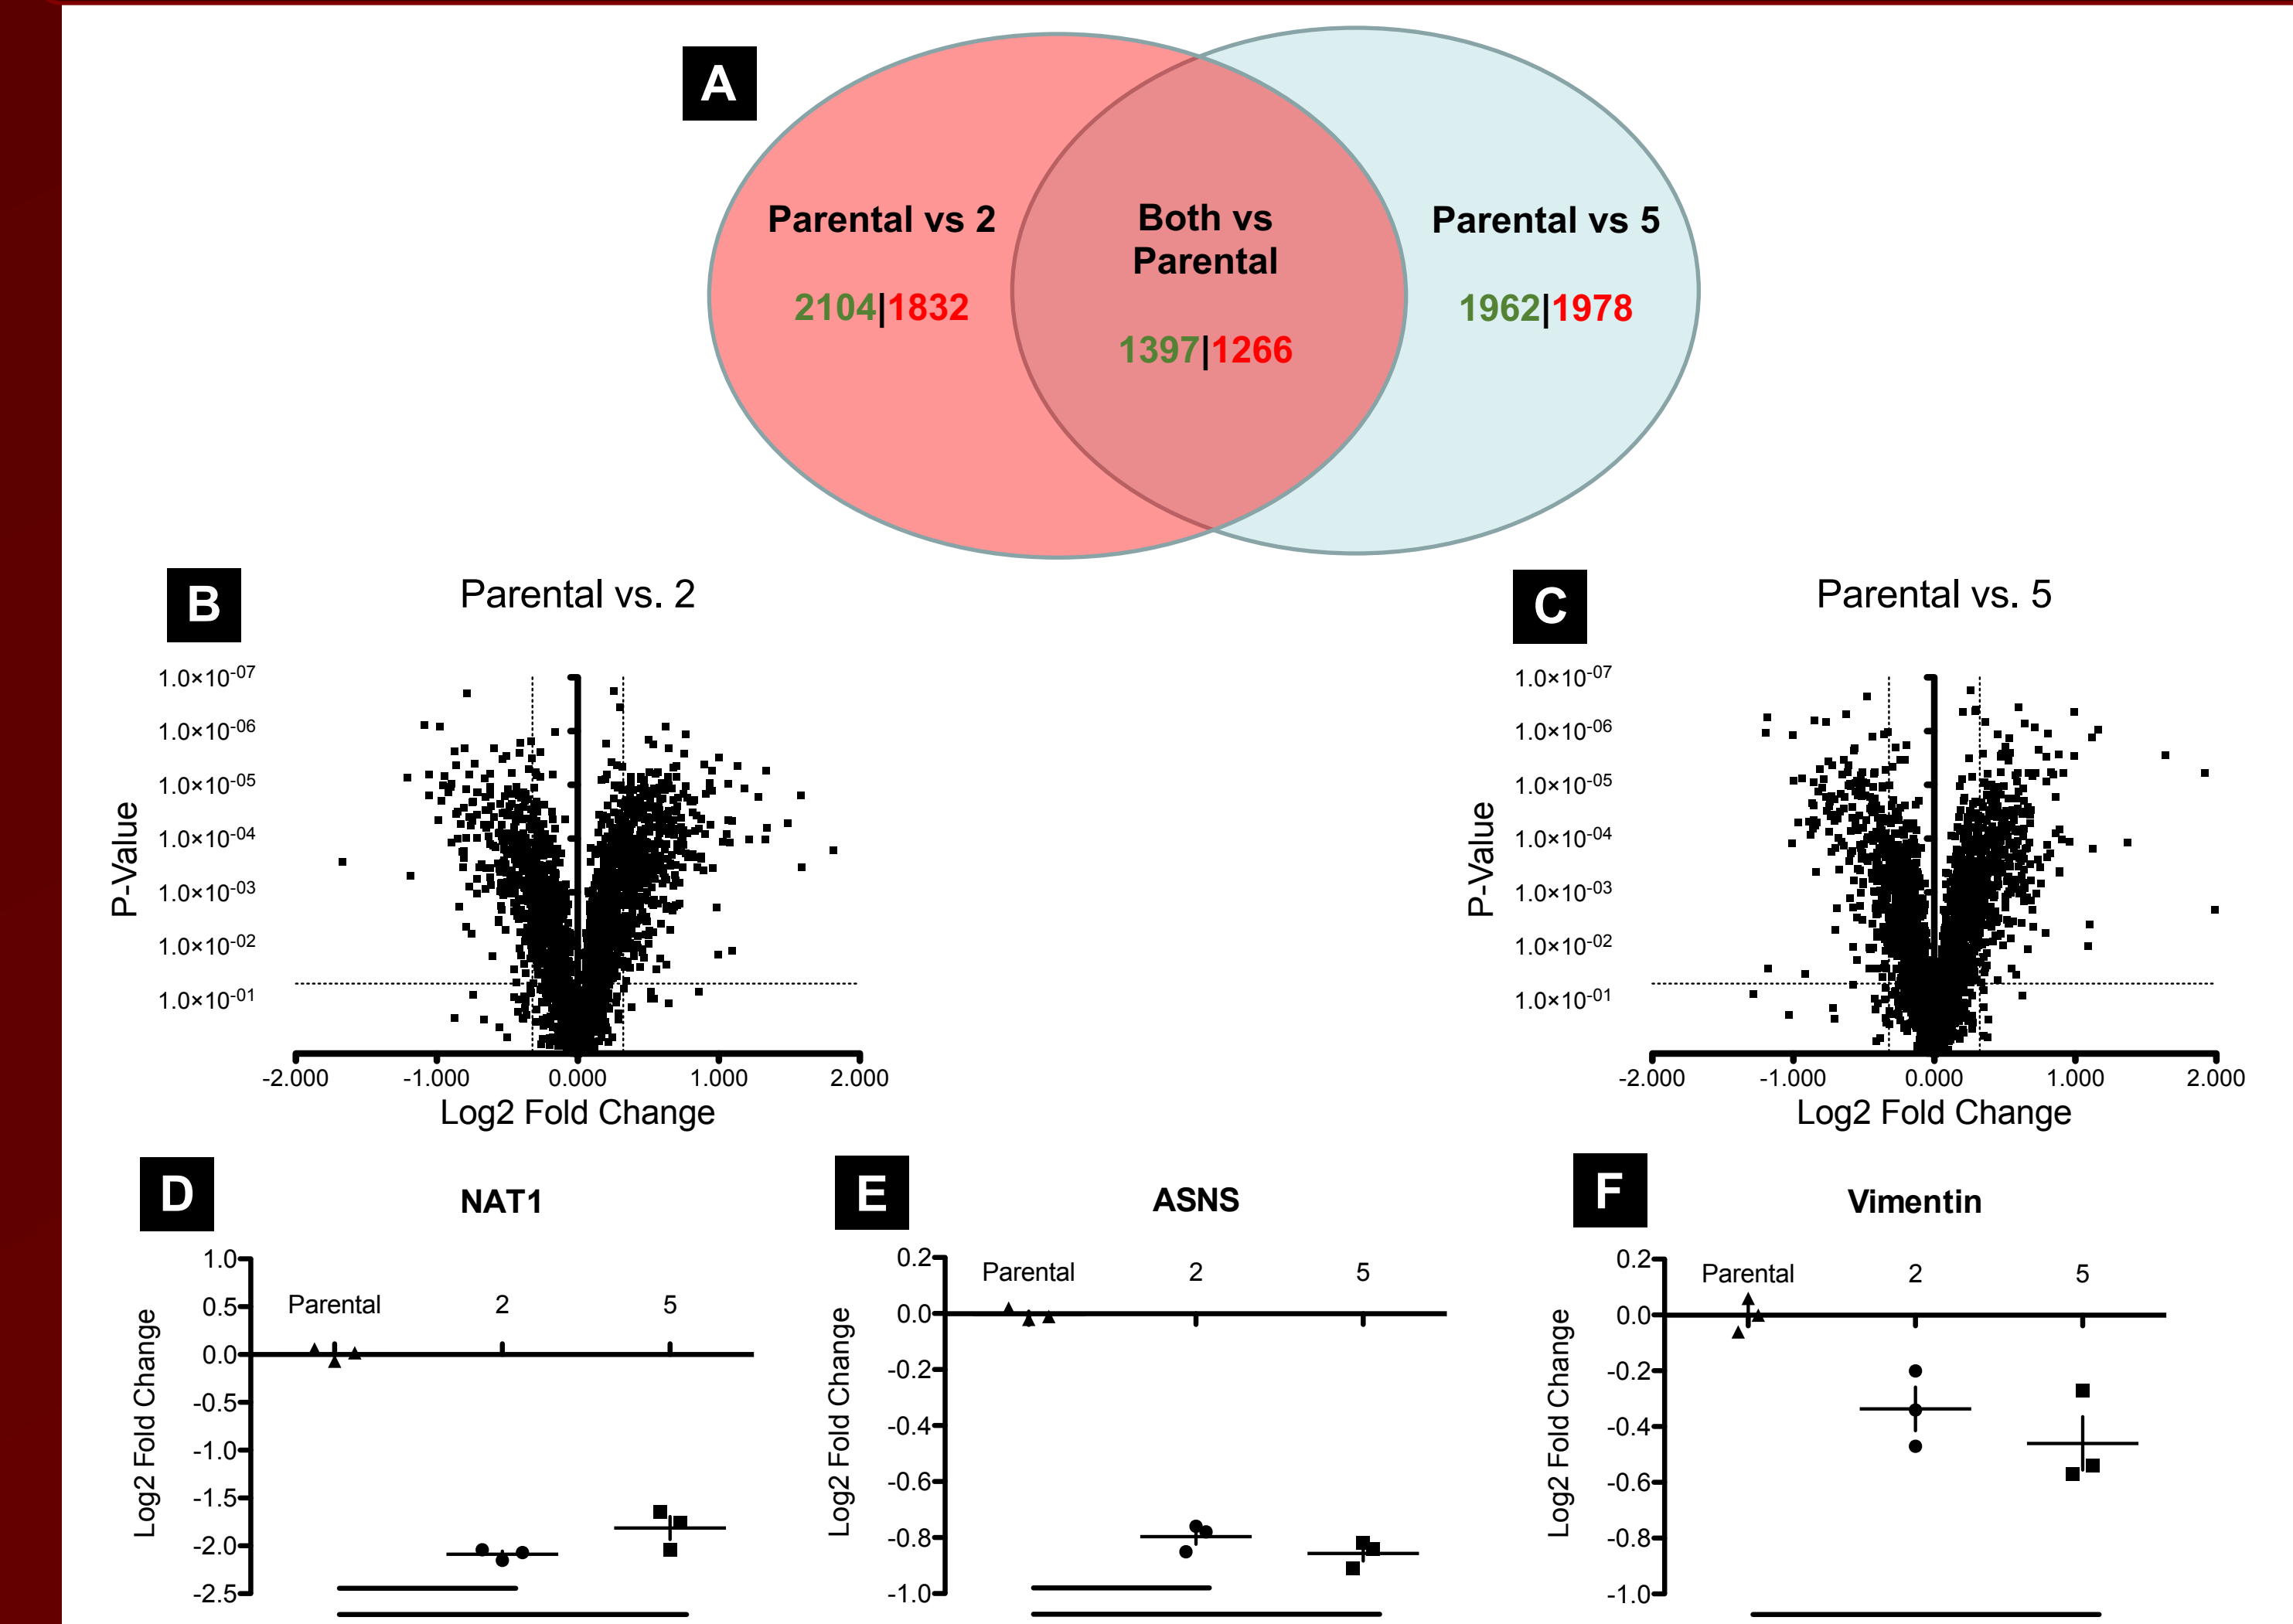 A
Parental vs 2
2104|1832
Both vs
Parental
1397|1266
Parental vs 5
1962|1978
B
Parental vs. 2
P-Value
1.0×10-07
1.0×10-06
1.0×10-05
1.0×10-04
1.0×10-03
1.0×10-02
1.0×10-01
-2.000 -1.000 0.000 1.000 2.000
Log2 Fold Change
C
Parental vs. 5
P-Value
1.0×10-07
1.0×10-06
1.0×10-05
1.0×10-04
1.0×10-03
1.0×10-02
1.0×10-01
-2.000 -1.000 0.000 1.000 2.000
Log2 Fold Change
D
NAT1
Log2 Fold Change
1.0
0.5
0.0
-0.5
-1.0
-1.5
-2.0
-2.5
Parental 2 5
E
ASNS
Log2 Fold Change
0.2
0.0
-0.2
-0.4
-0.6
-0.8
-1.0
Parental 2 5
F
Vimentin
Log2 Fold Change
0.2
0.0
-0.2
-0.4
-0.6
-0.8
-1.0
Parental 2 5